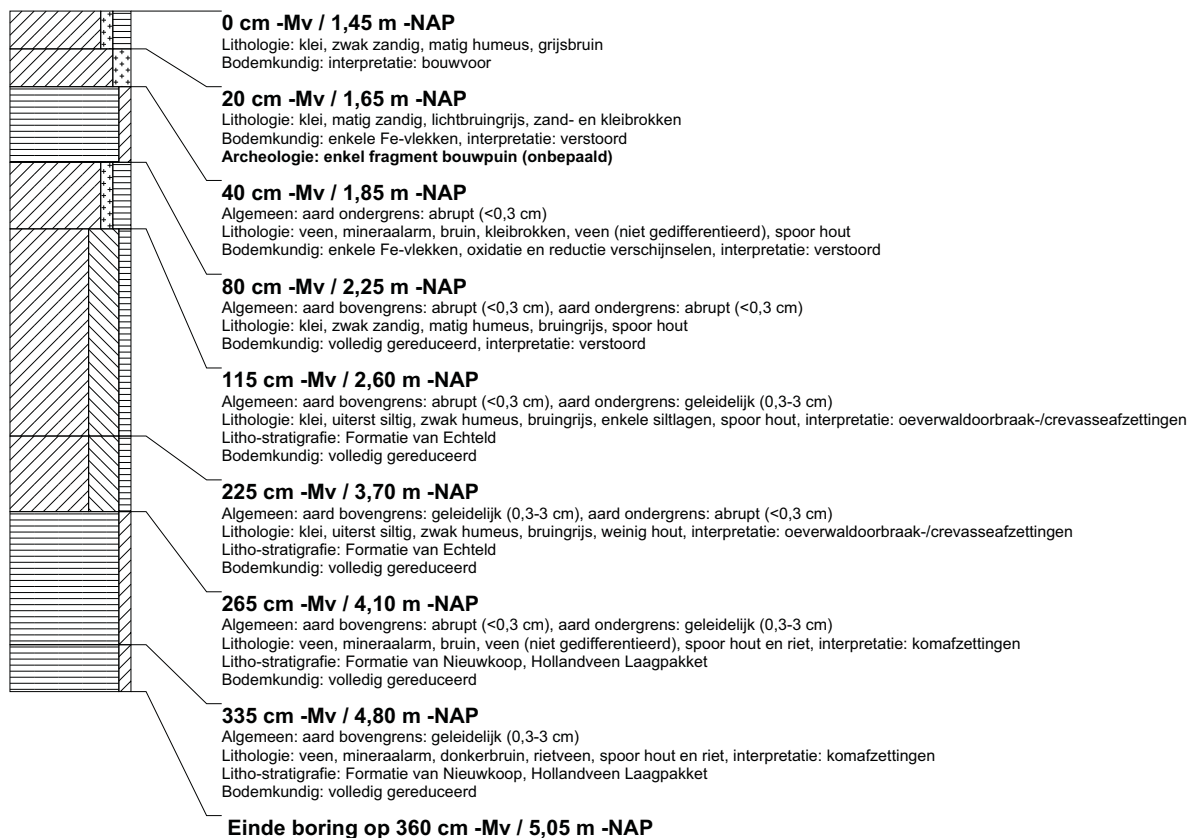 0 cm -Mv / 1,45 m -NAP
Lithologie: klei, zwak zandig, matig humeus, grijsbruin
Bodemkundig: interpretatie: bouwvoor
20 cm -Mv / 1,65 m -NAP
Lithologie: klei, matig zandig, lichtbruingrijs, zand- en kleibrokken
Bodemkundig: enkele Fe-vlekken, interpretatie: verstoord
Archeologie: enkel fragment bouwpuin (onbepaald)
40 cm -Mv / 1,85 m -NAP
Algemeen: aard ondergrens: abrupt (<0,3 cm)
Lithologie: veen, mineraalarm, bruin, kleibrokken, veen (niet gedifferentieerd), spoor hout
Bodemkundig: enkele Fe-vlekken, oxidatie en reductie verschijnselen, interpretatie: verstoord
80 cm -Mv / 2,25 m -NAP
Algemeen: aard bovengrens: abrupt (<0,3 cm), aard ondergrens: abrupt (<0,3 cm)
Lithologie: klei, zwak zandig, matig humeus, bruingrijs, spoor hout
Bodemkundig: volledig gereduceerd, interpretatie: verstoord
115 cm -Mv / 2,60 m -NAP
Algemeen: aard bovengrens: abrupt (<0,3 cm), aard ondergrens: geleidelijk (0,3-3 cm)
Lithologie: klei, uiterst siltig, zwak humeus, bruingrijs, enkele siltlagen, spoor hout, interpretatie: oeverwaldoorbraak-/crevasseafzettingen
Litho-stratigrafie: Formatie van Echteld
Bodemkundig: volledig gereduceerd
225 cm -Mv / 3,70 m -NAP
Algemeen: aard bovengrens: geleidelijk (0,3-3 cm), aard ondergrens: abrupt (<0,3 cm)
Lithologie: klei, uiterst siltig, zwak humeus, bruingrijs, weinig hout, interpretatie: oeverwaldoorbraak-/crevasseafzettingen
Litho-stratigrafie: Formatie van Echteld
Bodemkundig: volledig gereduceerd
265 cm -Mv / 4,10 m -NAP
Algemeen: aard bovengrens: abrupt (<0,3 cm), aard ondergrens: geleidelijk (0,3-3 cm)
Lithologie: veen, mineraalarm, bruin, veen (niet gedifferentieerd), spoor hout en riet, interpretatie: komafzettingen
Litho-stratigrafie: Formatie van Nieuwkoop, Hollandveen Laagpakket
Bodemkundig: volledig gereduceerd
335 cm -Mv / 4,80 m -NAP
Algemeen: aard bovengrens: geleidelijk (0,3-3 cm)
Lithologie: veen, mineraalarm, donkerbruin, rietveen, spoor hout en riet, interpretatie: komafzettingen
Litho-stratigrafie: Formatie van Nieuwkoop, Hollandveen Laagpakket
Bodemkundig: volledig gereduceerd
Einde boring op 360 cm -Mv / 5,05 m -NAP